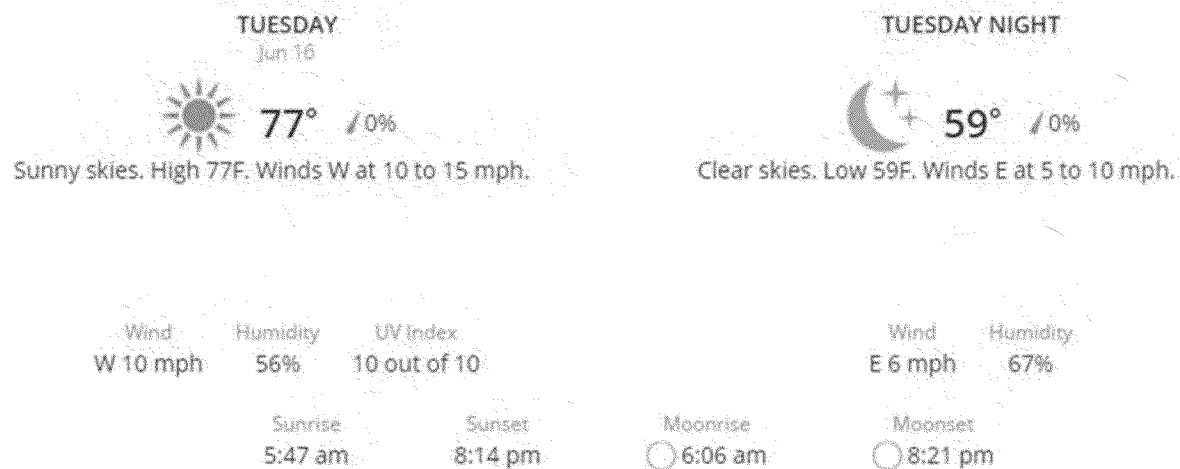 TUESDAY
Jun 16
77° 0%
Sunny skies. High 77F. Winds W at 10 to 15 mph.
Wind Humidity UV Index
W 10 mph 56% 10 out of 10
TUESDAY NIGHT
59° 0%
Clear skies. Low 59F. Winds E at 5 to 10 mph.
Wind Humidity
E 6 mph 67%
Sunrise Sunset Moonrise Moonset
5:47 am 8:14 pm 6:06 am 8:21 pm